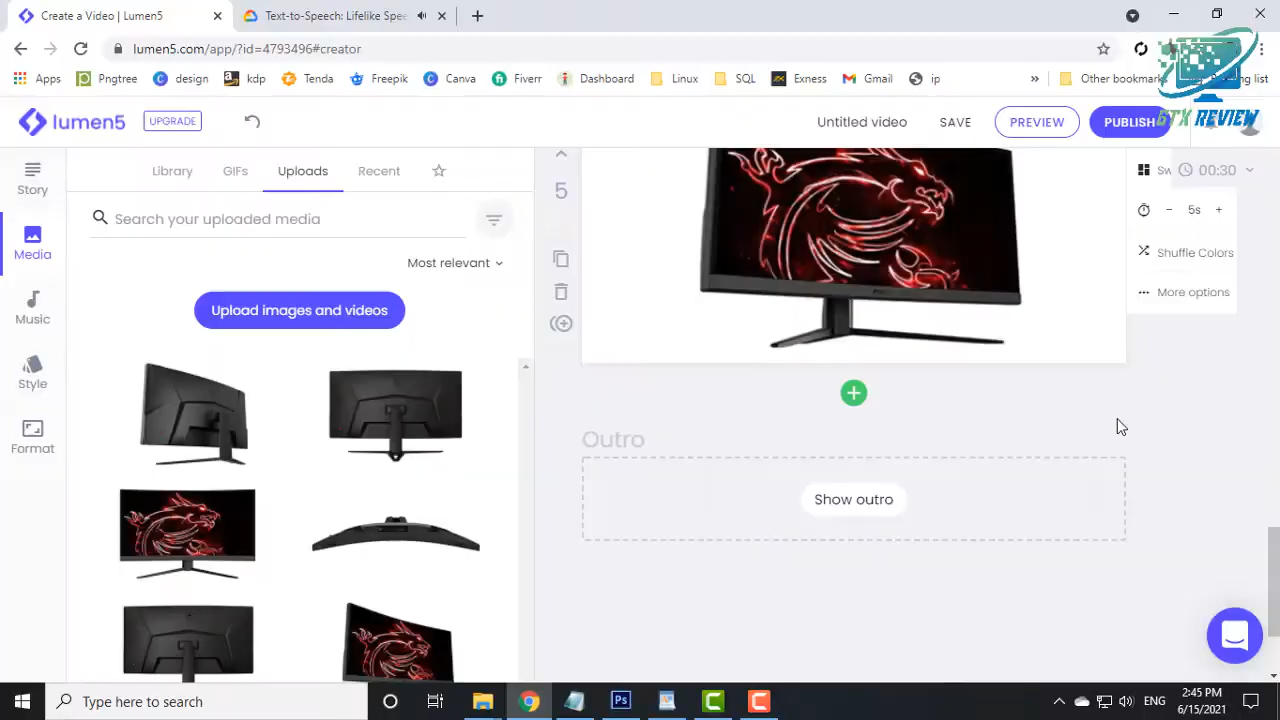 Create a Video | Lumen5
Text-to-Speech: Lifelike Spee
lumen5.com/app/?id=4793496#creator
Apps
Pngtree
design
kdp
Tenda
Freepik
Canva
Fiverr
Dashboard
Linux
SQL
Exness
Gmail
ip
»
Other bookmarks
list
GTX REVIEW
lumen5
UPGRADE
Untitled video
SAVE
PREVIEW
PUBLISH
Story
Media
Music
Style
Format
Library
GIFs
Uploads
Recent
Search your uploaded media
Most relevant
Upload images and videos
5
Sw
00:30
- 5s +
Shuffle Colors
More options
Outro
Show outro
Type here to search
ENG
2:45 PM
6/15/2021